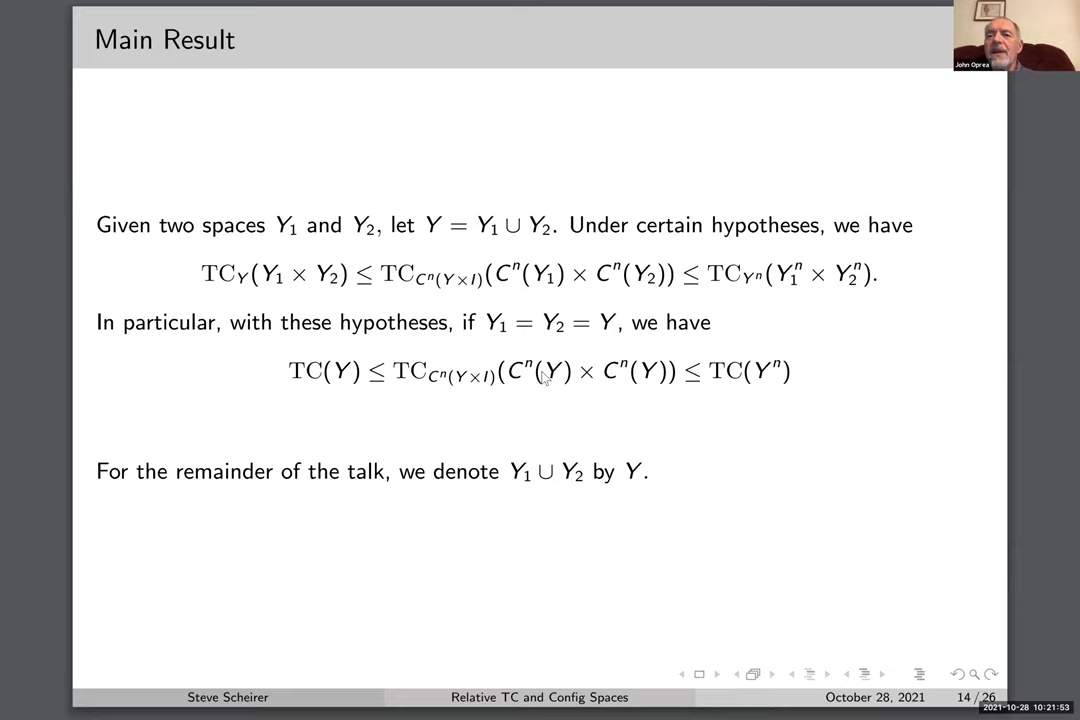 Main Result
John Oprea
Given two spaces Y₁ and Y₂, let Y = Y₁ ∪ Y₂. Under certain hypotheses, we have
TC_Y(Y₁ × Y₂) ≤ TC_{Cⁿ(Y×I)}(Cⁿ(Y₁) × Cⁿ(Y₂)) ≤ TC_{Yⁿ}(Y₁ⁿ × Y₂ⁿ).
In particular, with these hypotheses, if Y₁ = Y₂ = Y, we have
TC(Y) ≤ TC_{Cⁿ(Y×I)}(Cⁿ(Y) × Cⁿ(Y)) ≤ TC(Yⁿ)
For the remainder of the talk, we denote Y₁ ∪ Y₂ by Y.
Steve Scheirer Relative TC and Config Spaces October 28, 2021 14 / 26
2021-10-28 10:21:53